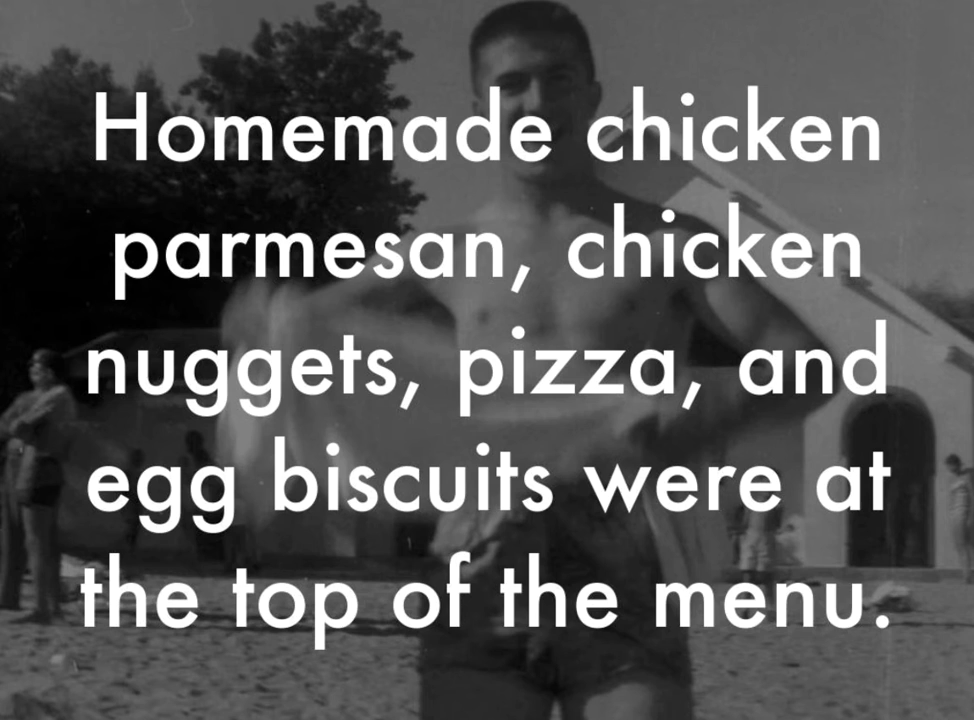 Homemade chicken
parmesan, chicken
nuggets, pizza, and
egg biscuits were at
the top of the menu.